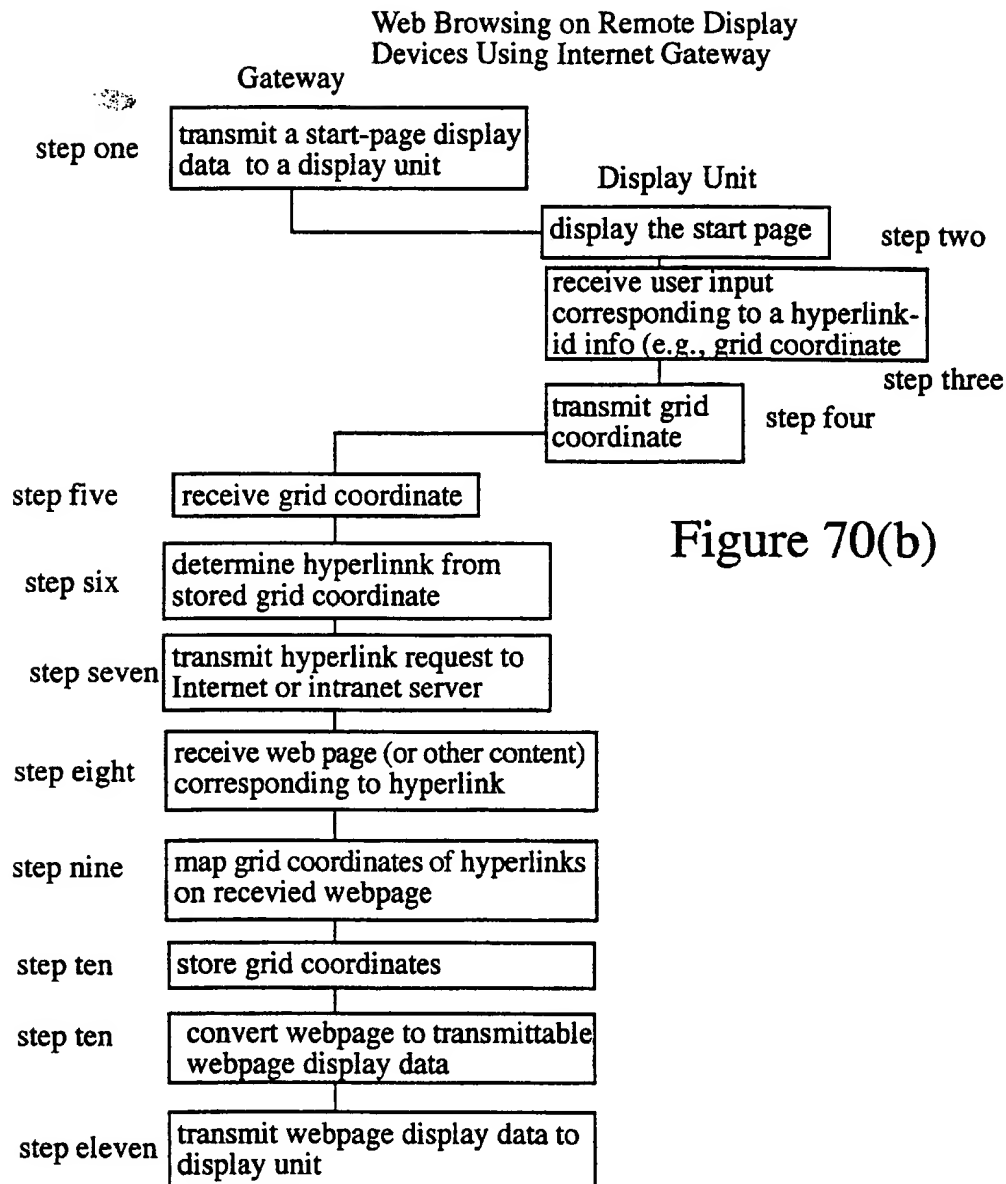 Web Browsing on Remote Display
Devices Using Internet Gateway
Gateway
step one
transmit a start-page display
data to a display unit
Display Unit
display the start page
step two
receive user input
corresponding to a hyperlink-
id info (e.g., grid coordinate
step three
transmit grid
coordinate
step four
step five
receive grid coordinate
Figure 70(b)
step six
determine hyperlinnk from
stored grid coordinate
step seven
transmit hyperlink request to
Internet or intranet server
step eight
receive web page (or other content)
corresponding to hyperlink
step nine
map grid coordinates of hyperlinks
on recevied webpage
step ten
store grid coordinates
step ten
convert webpage to transmittable
webpage display data
step eleven
transmit webpage display data to
display unit